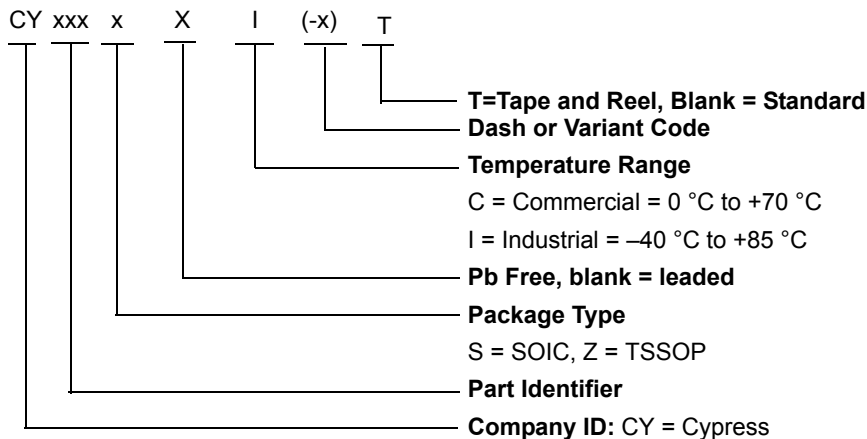 CY xxx x X I (-x) T
T=Tape and Reel, Blank = Standard
Dash or Variant Code
Temperature Range
C = Commercial = 0 °C to +70 °C
I = Industrial = –40 °C to +85 °C
Pb Free, blank = leaded
Package Type
S = SOIC, Z = TSSOP
Part Identifier
Company ID: CY = Cypress